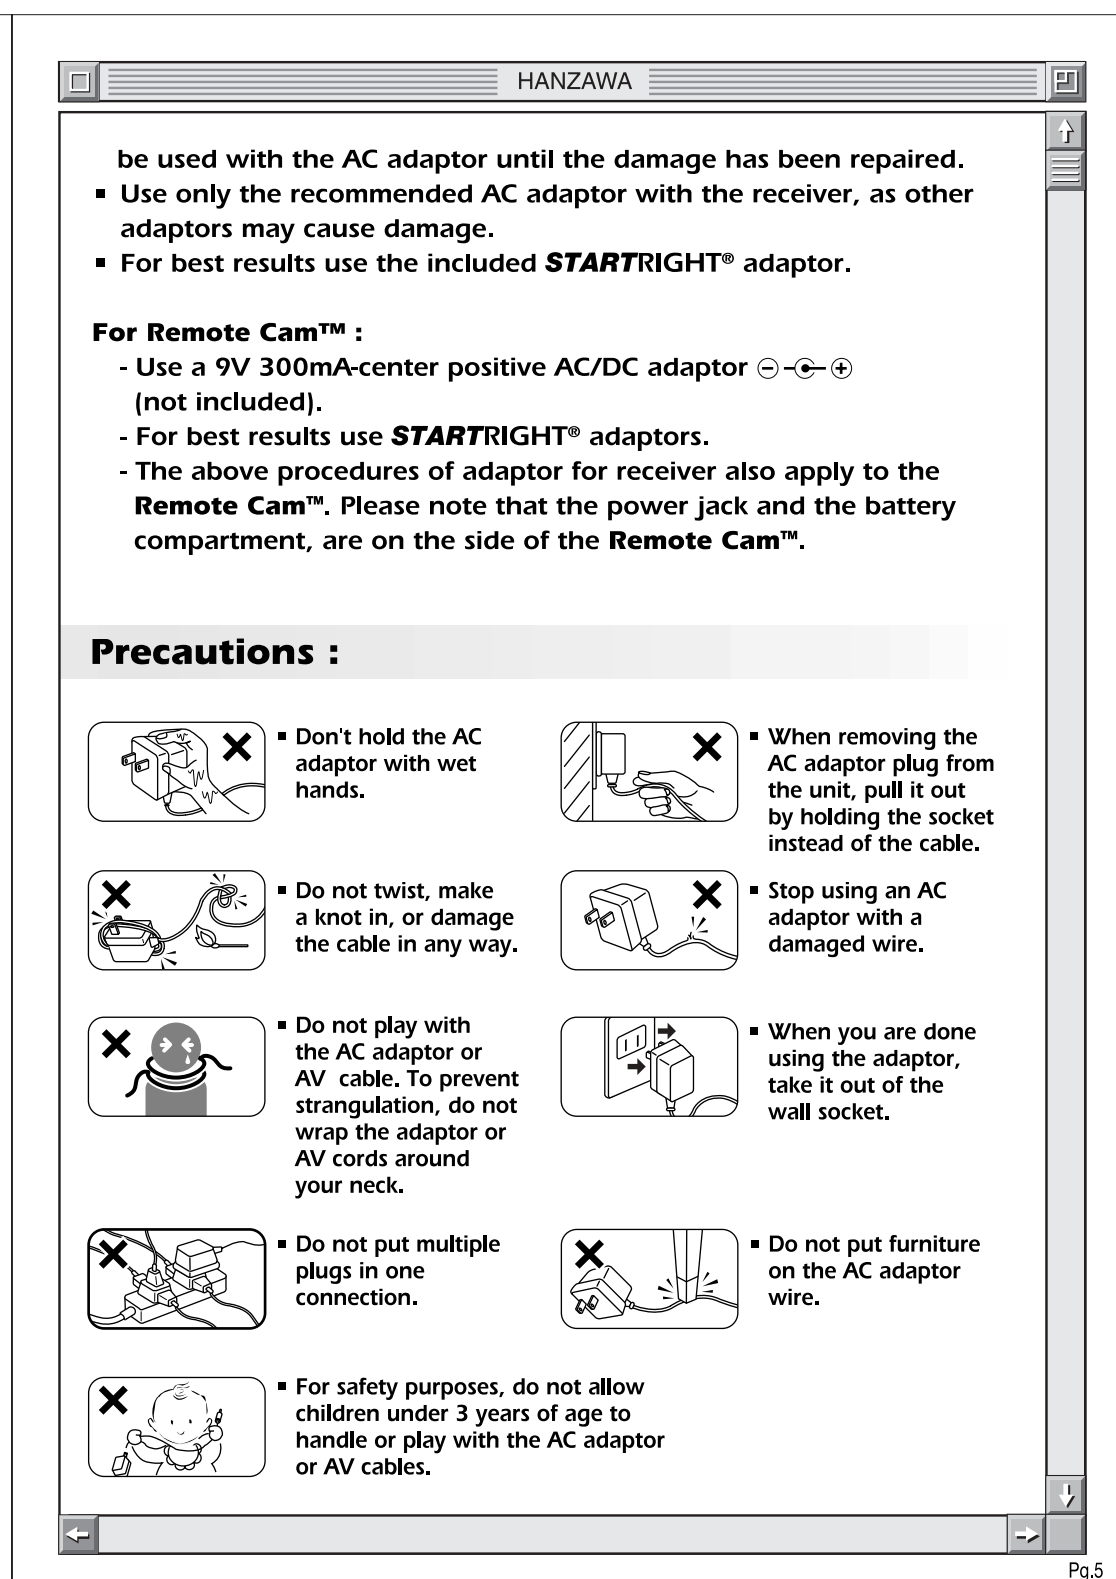 HANZAWA
be used with the AC adaptor until the damage has been repaired.
▪ Use only the recommended AC adaptor with the receiver, as other
adaptors may cause damage.
▪ For best results use the included STARTRIGHT® adaptor.
For Remote Cam™ :
- Use a 9V 300mA-center positive AC/DC adaptor
(not included).
- For best results use STARTRIGHT® adaptors.
- The above procedures of adaptor for receiver also apply to the
Remote Cam™. Please note that the power jack and the battery
compartment, are on the side of the Remote Cam™.
Precautions :
▪ Don't hold the AC
adaptor with wet
hands.
▪ When removing the
AC adaptor plug from
the unit, pull it out
by holding the socket
instead of the cable.
▪ Do not twist, make
a knot in, or damage
the cable in any way.
▪ Stop using an AC
adaptor with a
damaged wire.
▪ Do not play with
the AC adaptor or
AV cable. To prevent
strangulation, do not
wrap the adaptor or
AV cords around
your neck.
▪ When you are done
using the adaptor,
take it out of the
wall socket.
▪ Do not put multiple
plugs in one
connection.
▪ Do not put furniture
on the AC adaptor
wire.
▪ For safety purposes, do not allow
children under 3 years of age to
handle or play with the AC adaptor
or AV cables.
Pg.5